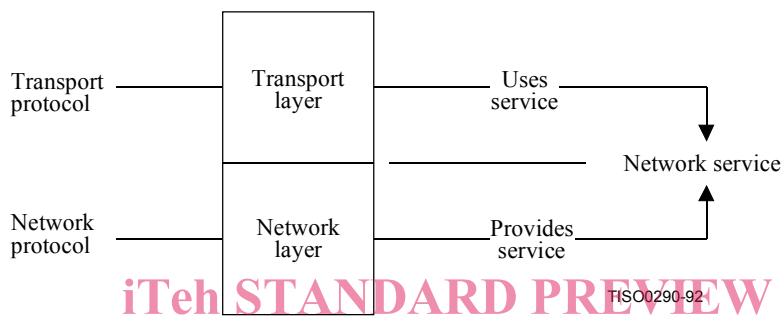 Transport
protocol
Transport
layer
Uses
service
Network service
Network
protocol
Network
layer
Provides
service
iTeh STANDARD PREVIEW
TISO0290-92